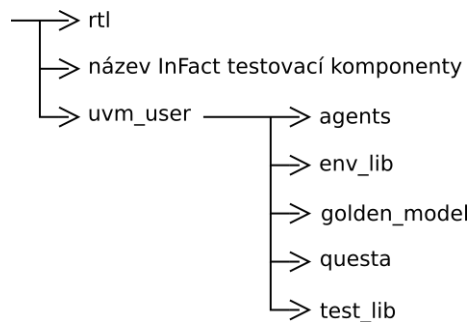 rtl
název InFact testovací komponenty
uvm_user
agents
env_lib
golden_model
questa
test_lib